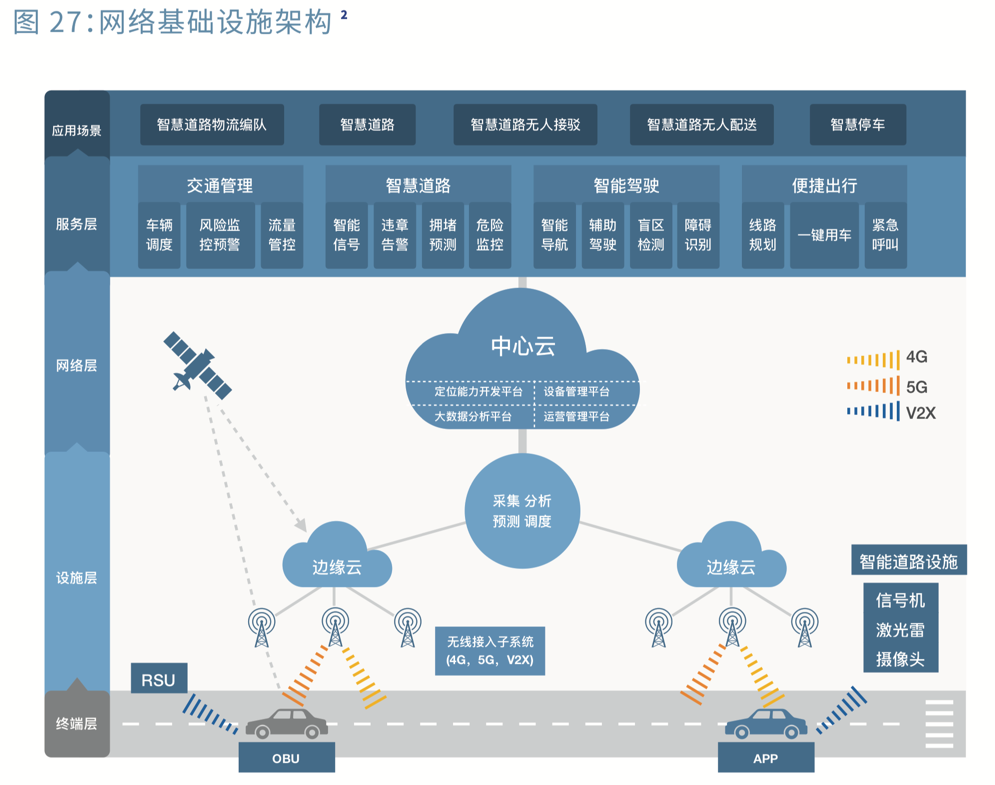 图 27:网络基础设施架构 2
应用场景
智慧道路物流编队
智慧道路
智慧道路无人接驳
智慧道路无人配送
智慧停车
服务层
交通管理
车辆
调度
风险监
控预警
流量
管控
智慧道路
智能
信号
违章
告警
拥堵
预测
危险
监控
智能驾驶
智能
导航
辅助
驾驶
盲区
检测
障碍
识别
便捷出行
线路
规划
一键用车
紧急
呼叫
网络层
中心云
定位能力开发平台
设备管理平台
大数据分析平台
运营管理平台
4G
5G
V2X
设施层
采集 分析
预测 调度
边缘云
边缘云
无线接入子系统
(4G，5G，V2X)
智能道路设施
信号机
激光雷
摄像头
终端层
RSU
OBU
APP